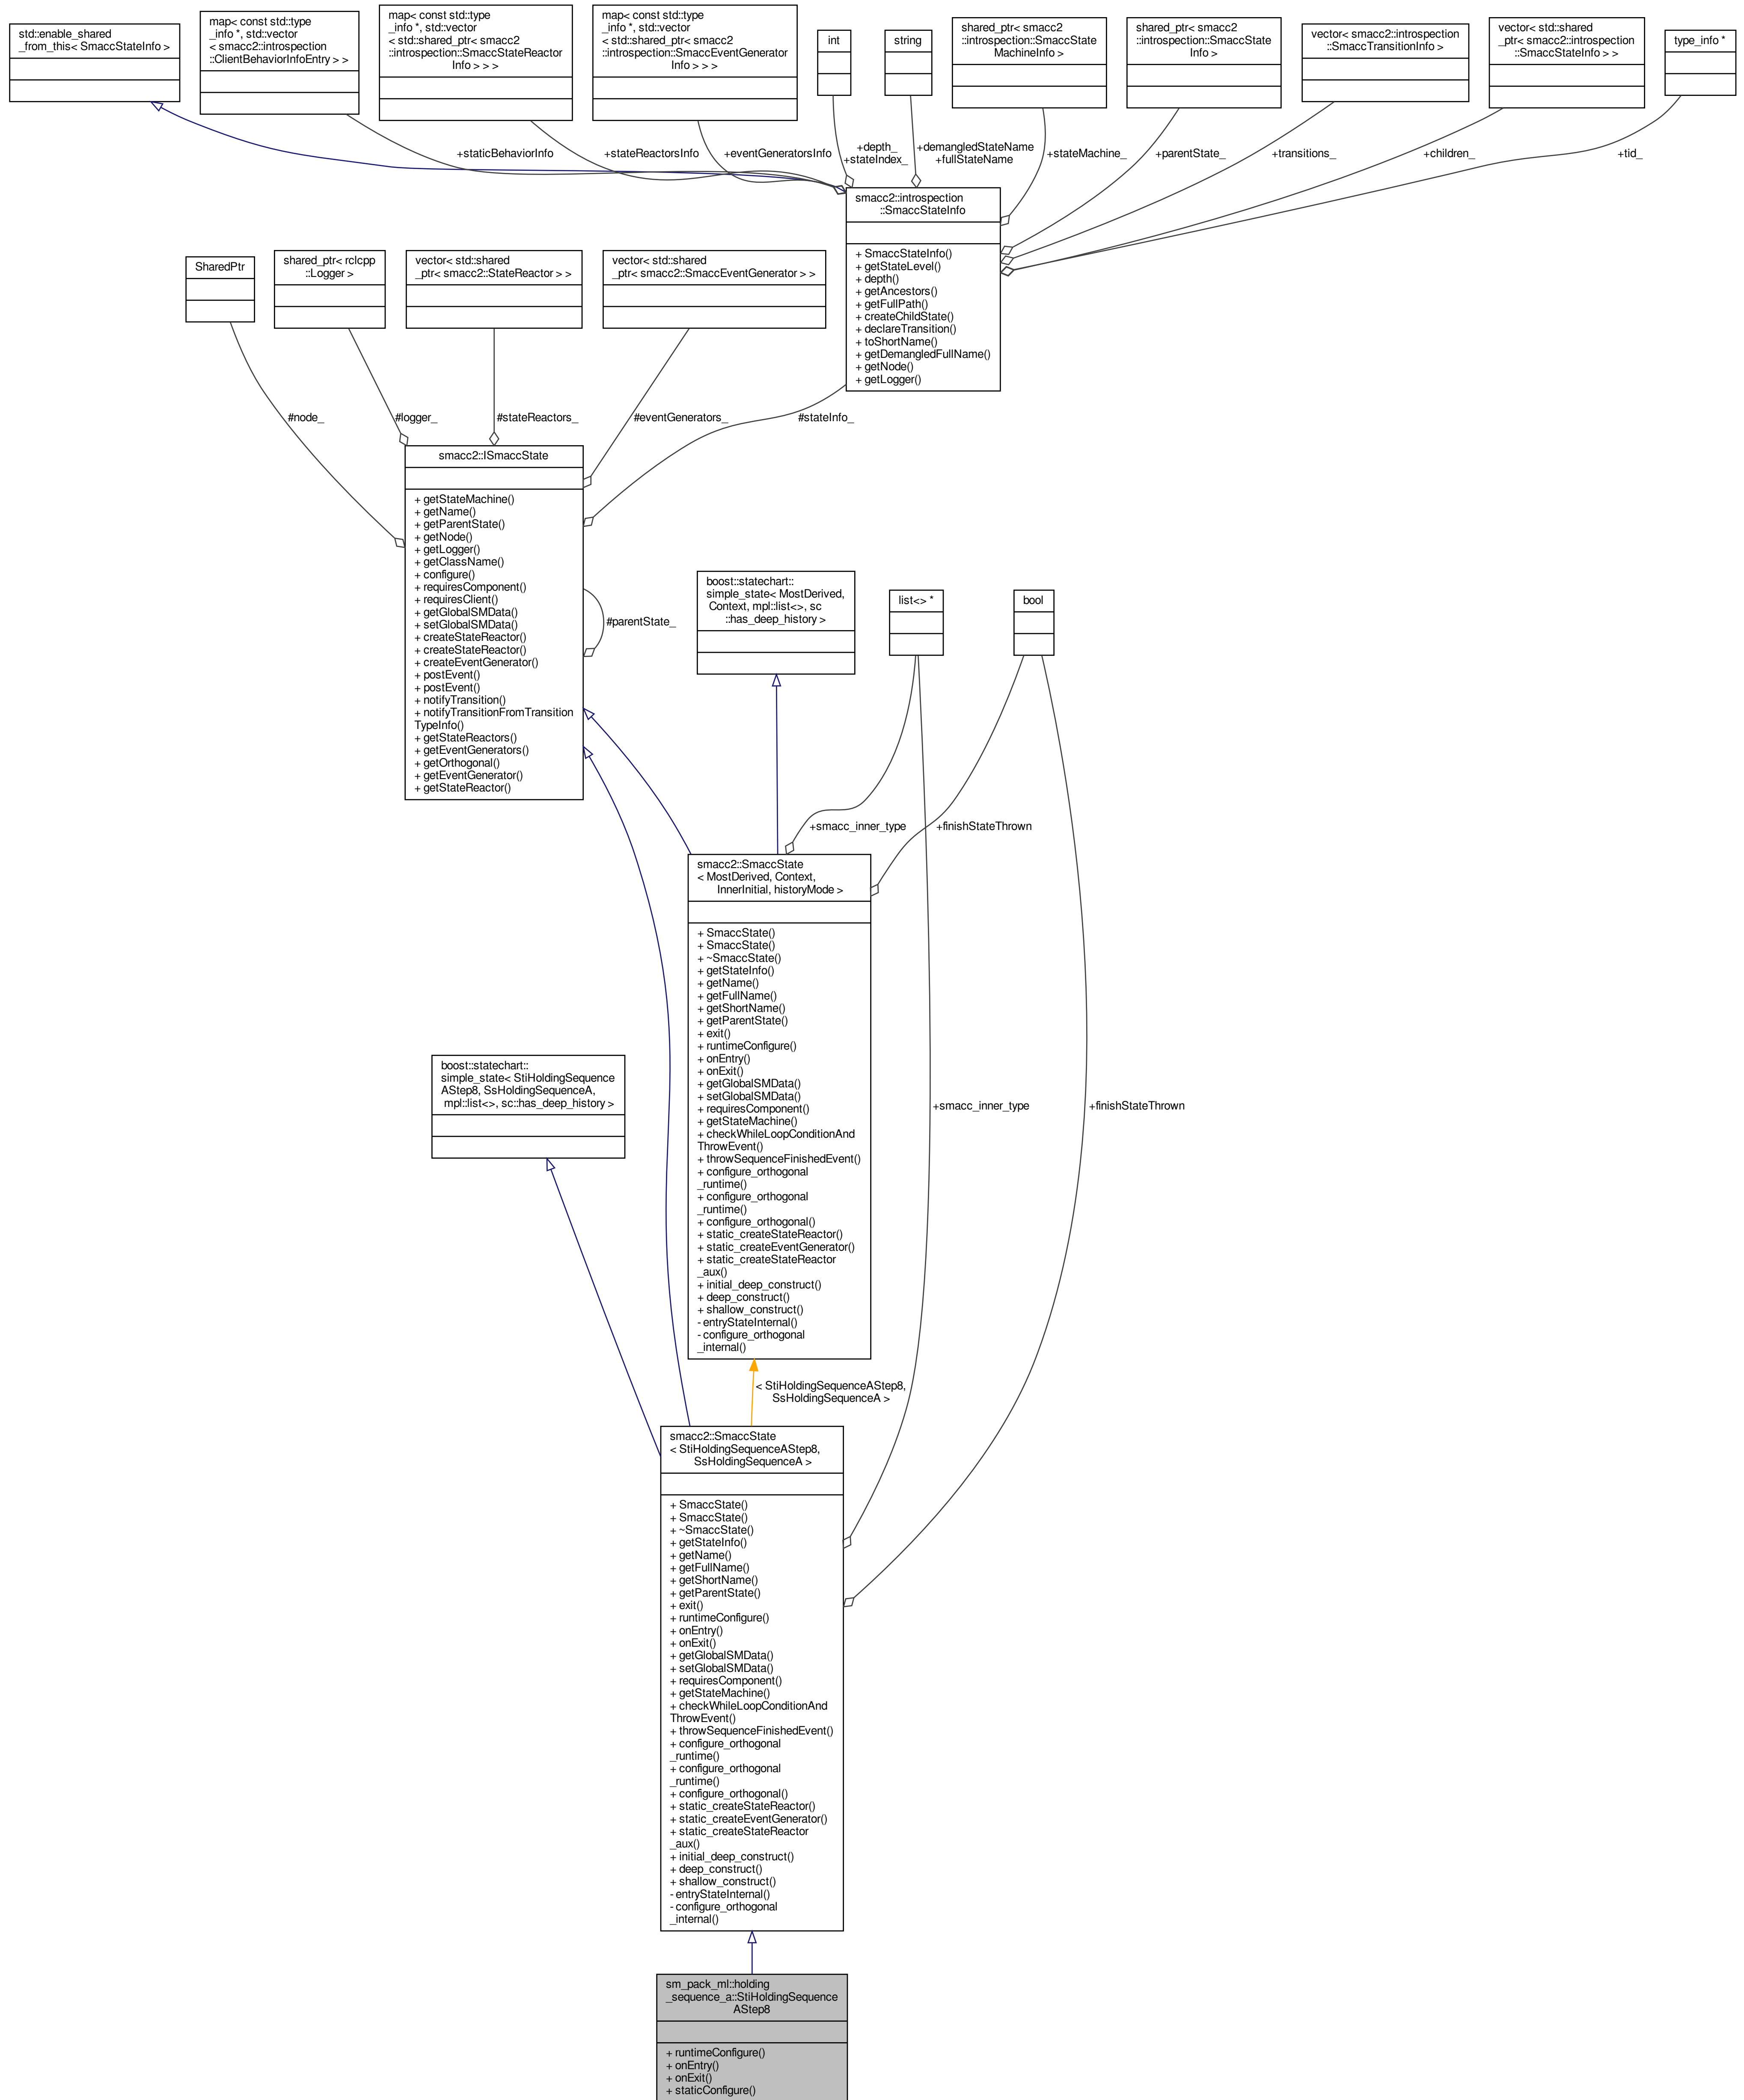 std::enable_shared
_from_this< SmaccStateInfo >
map< const std::type
_info *, std::vector
< smacc2::introspection
::ClientBehaviorInfoEntry > >
map< const std::type
_info *, std::vector
< std::shared_ptr< smacc2
::introspection::SmaccStateReactor
Info > > >
map< const std::type
_info *, std::vector
< std::shared_ptr< smacc2
::introspection::SmaccEventGenerator
Info > > >
int
string
shared_ptr< smacc2
::introspection::SmaccState
MachineInfo >
shared_ptr< smacc2
::introspection::SmaccState
Info >
vector< smacc2::introspection
::SmaccTransitionInfo >
vector< std::shared
_ptr< smacc2::introspection
::SmaccStateInfo > >
type_info *
+staticBehaviorInfo
+stateReactorsInfo
+eventGeneratorsInfo
+depth_
+stateIndex_
+demangledStateName
+fullStateName
+stateMachine_
+parentState_
+transitions_
+children_
+tid_
smacc2::introspection
::SmaccStateInfo
+ SmaccStateInfo()
+ getStateLevel()
+ depth()
+ getAncestors()
+ getFullPath()
+ createChildState()
+ declareTransition()
+ toShortName()
+ getDemangledFullName()
+ getNode()
+ getLogger()
SharedPtr
shared_ptr< rclcpp
::Logger >
vector< std::shared
_ptr< smacc2::StateReactor > >
vector< std::shared
_ptr< smacc2::SmaccEventGenerator > >
#node_
#logger_
#stateReactors_
#eventGenerators_
#stateInfo_
smacc2::ISmaccState
+ getStateMachine()
+ getName()
+ getParentState()
+ getNode()
+ getLogger()
+ getClassName()
+ configure()
+ requiresComponent()
+ requiresClient()
+ getGlobalSMData()
+ setGlobalSMData()
+ createStateReactor()
+ createStateReactor()
+ createEventGenerator()
+ postEvent()
+ postEvent()
+ notifyTransition()
+ notifyTransitionFromTransition
TypeInfo()
+ getStateReactors()
+ getEventGenerators()
+ getOrthogonal()
+ getEventGenerator()
+ getStateReactor()
#parentState_
boost::statechart::
simple_state< MostDerived,
Context, mpl::list<>, sc
::has_deep_history >
list<> *
bool
+smacc_inner_type
+finishStateThrown
smacc2::SmaccState
< MostDerived, Context,
InnerInitial, historyMode >
+ SmaccState()
+ SmaccState()
+ ~SmaccState()
+ getStateInfo()
+ getName()
+ getFullName()
+ getShortName()
+ getParentState()
+ exit()
+ runtimeConfigure()
+ onEntry()
+ onExit()
+ getGlobalSMData()
+ setGlobalSMData()
+ requiresComponent()
+ getStateMachine()
+ checkWhileLoopConditionAnd
ThrowEvent()
+ throwSequenceFinishedEvent()
+ configure_orthogonal
_runtime()
+ configure_orthogonal
_runtime()
+ configure_orthogonal()
+ static_createStateReactor()
+ static_createEventGenerator()
+ static_createStateReactor
_aux()
+ initial_deep_construct()
+ deep_construct()
+ shallow_construct()
- entryStateInternal()
- configure_orthogonal
_internal()
boost::statechart::
simple_state< StiHoldingSequence
AStep8, SsHoldingSequenceA,
mpl::list<>, sc::has_deep_history >
+smacc_inner_type
+finishStateThrown
< StiHoldingSequenceAStep8,
SsHoldingSequenceA >
smacc2::SmaccState
< StiHoldingSequenceAStep8,
SsHoldingSequenceA >
+ SmaccState()
+ SmaccState()
+ ~SmaccState()
+ getStateInfo()
+ getName()
+ getFullName()
+ getShortName()
+ getParentState()
+ exit()
+ runtimeConfigure()
+ onEntry()
+ onExit()
+ getGlobalSMData()
+ setGlobalSMData()
+ requiresComponent()
+ getStateMachine()
+ checkWhileLoopConditionAnd
ThrowEvent()
+ throwSequenceFinishedEvent()
+ configure_orthogonal
_runtime()
+ configure_orthogonal
_runtime()
+ configure_orthogonal()
+ static_createStateReactor()
+ static_createEventGenerator()
+ static_createStateReactor
_aux()
+ initial_deep_construct()
+ deep_construct()
+ shallow_construct()
- entryStateInternal()
- configure_orthogonal
_internal()
sm_pack_ml::holding
_sequence_a::StiHoldingSequence
AStep8
+ runtimeConfigure()
+ onEntry()
+ onExit()
+ staticConfigure()